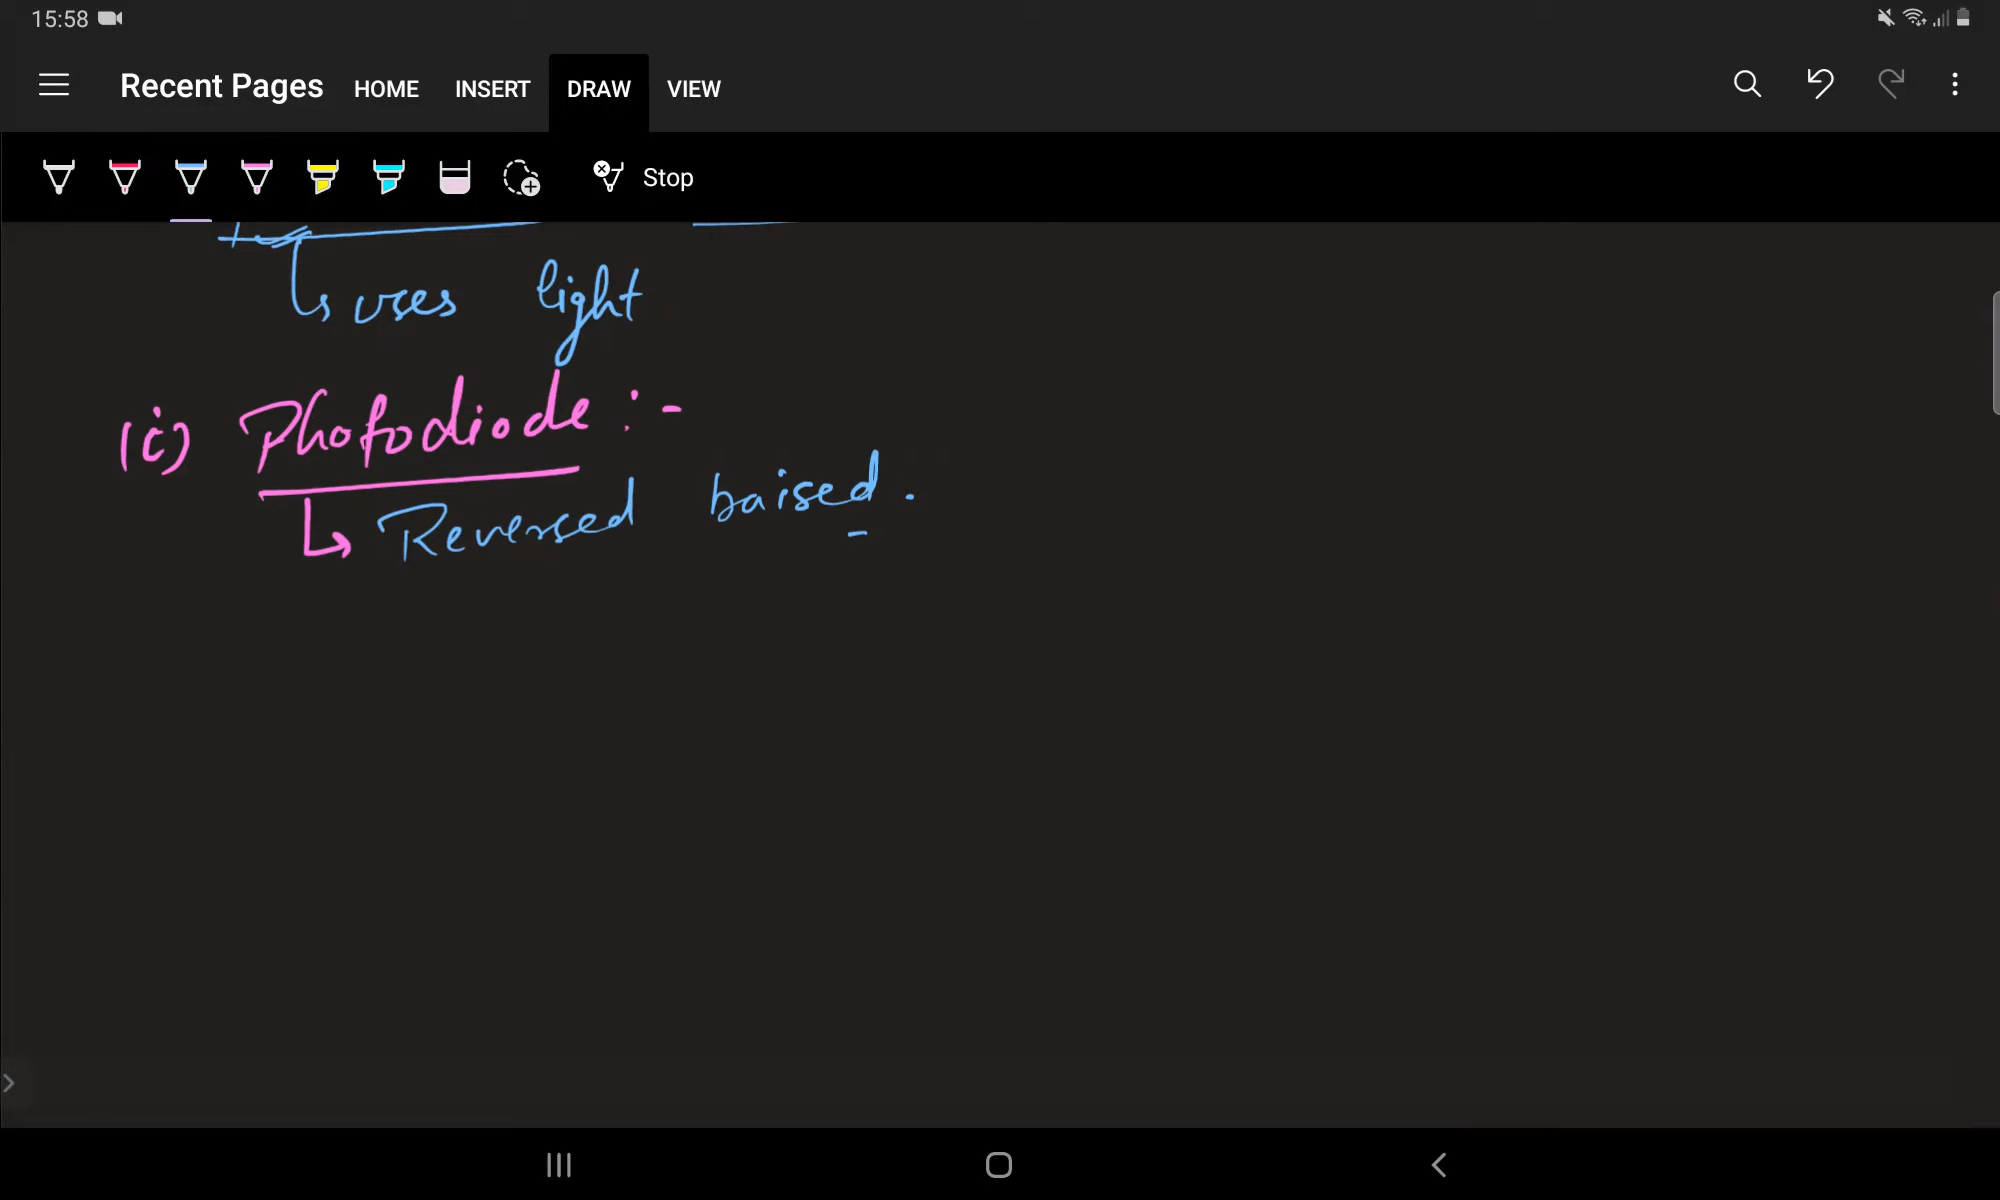 15:58
Recent Pages HOME INSERT DRAW VIEW
Stop
↳ uses light
(i) Photodiode :-
↳ Reversed baised.